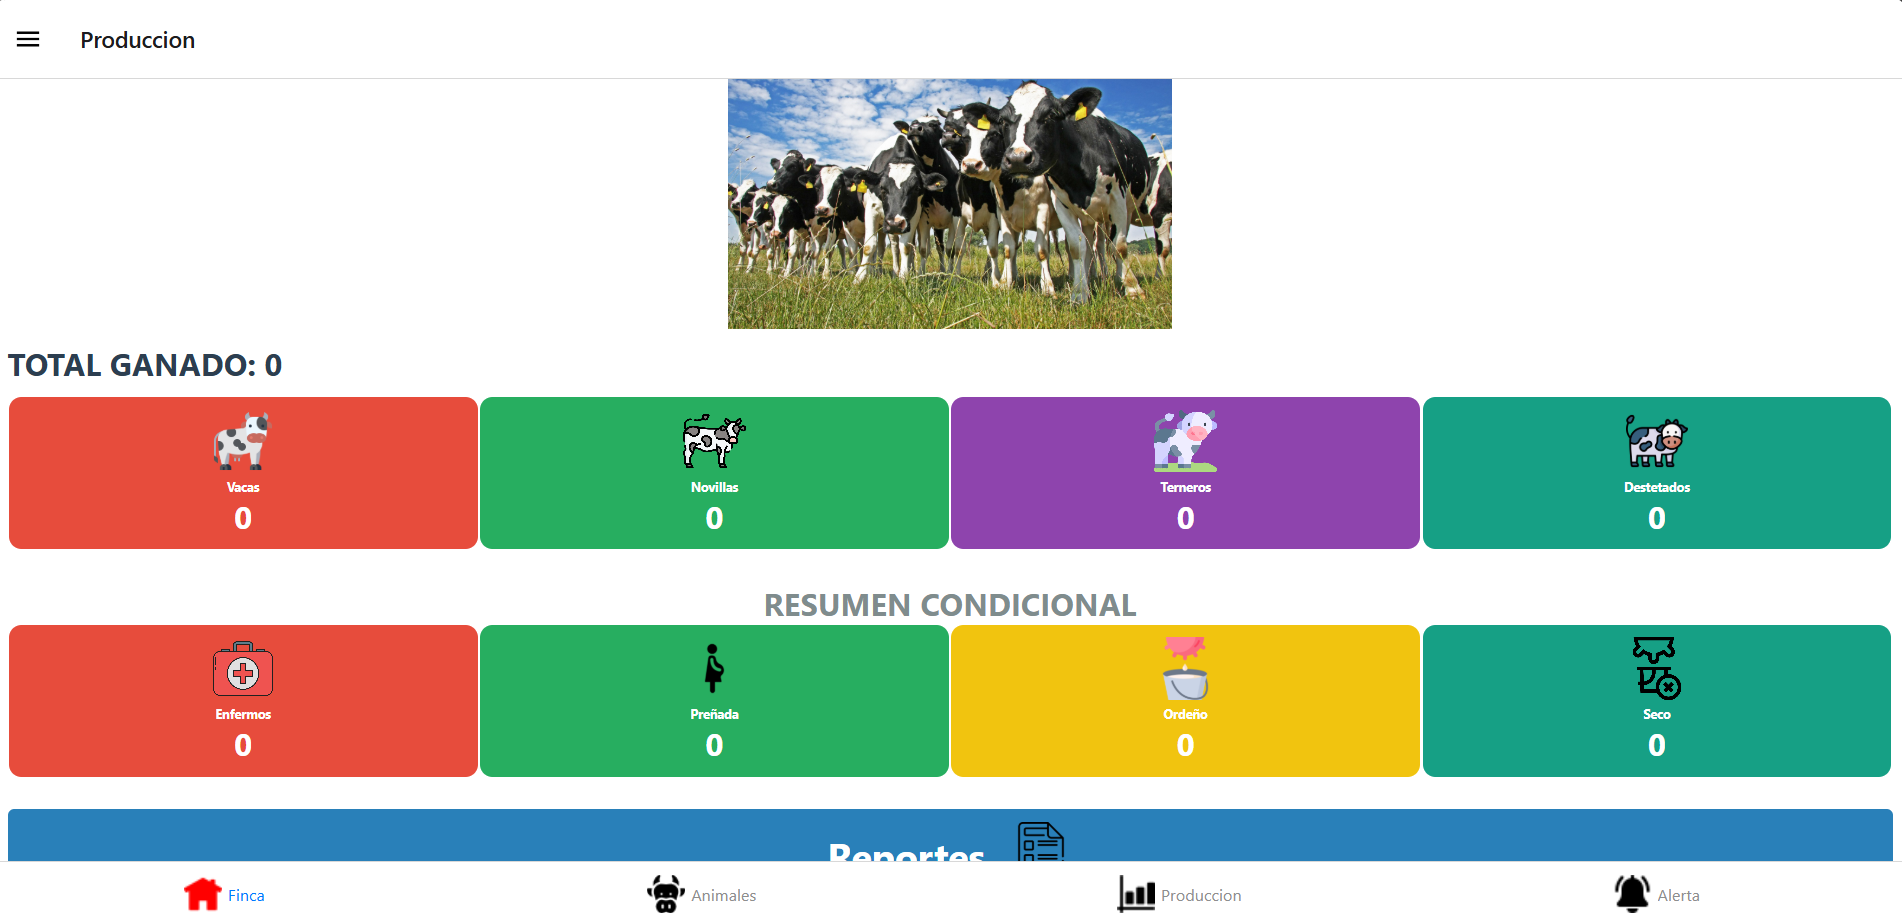 Produccion
TOTAL GANADO: 0
Vacas
0
Novillas
0
Terneros
0
Destetados
0
RESUMEN CONDICIONAL
Enfermos
0
Preñada
0
Ordeño
0
Seco
0
Reportes
Finca
Animales
Produccion
Alerta